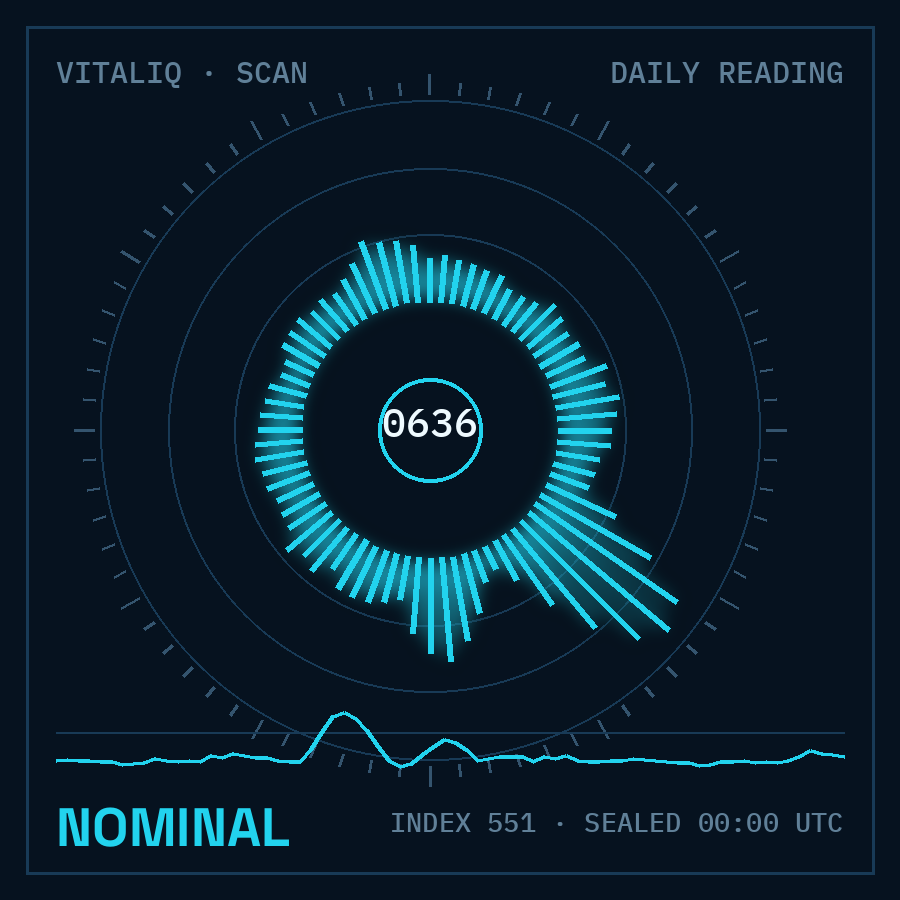 VITALIQ · SCAN
DAILY READING
0636
NOMINAL
INDEX 551 · SEALED 00:00 UTC